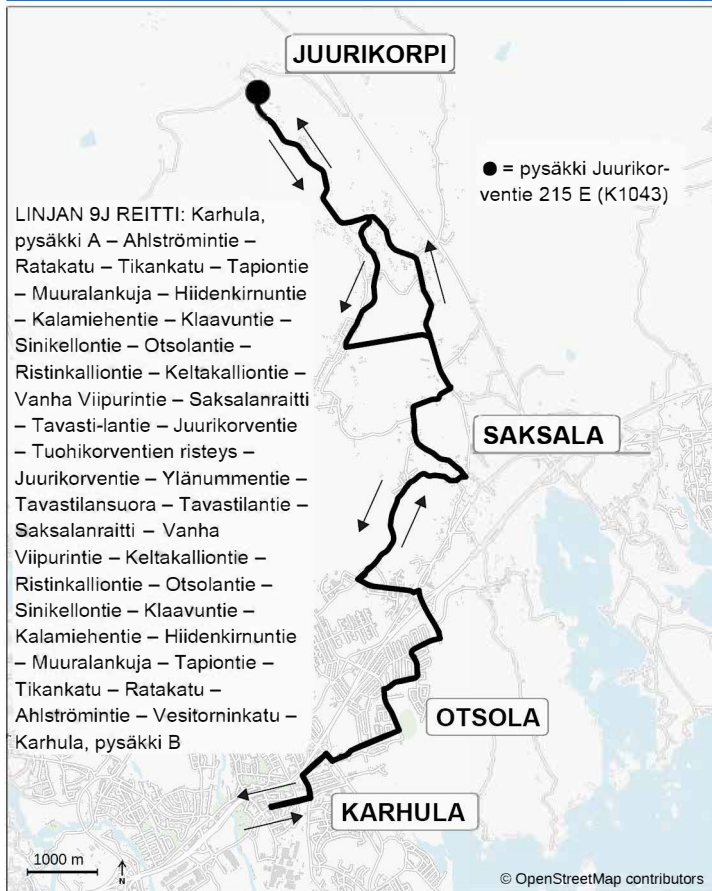 JUURIKORPI
● = pysäkki Juurikor-
ventie 215 E (K1043)
LINJAN 9J REITTI: Karhula,
pysäkki A – Ahlströmintie –
Ratakatu – Tikankatu – Tapiontie
– Muuralankuja – Hiidenkirnuntie
– Kalamiehentie – Klaavuntie –
Sinikellontie – Otsolantie –
Ristinkalliontie – Keltakalliontie –
Vanha Viipurintie – Saksalanraitti
– Tavasti-lantie – Juurikorventie
– Tuohikorventien risteys –
Juurikorventie – Ylänummentie –
Tavastilansuora – Tavastilantie –
Saksalanraitti – Vanha
Viipurintie – Keltakalliontie –
Ristinkalliontie – Otsolantie –
Sinikellontie – Klaavuntie –
Kalamiehentie – Hiidenkirnuntie
– Muuralankuja – Tapiontie –
Tikankatu – Ratakatu –
Ahlströmintie – Vesitorninkatu –
Karhula, pysäkki B
SAKSALA
OTSOLA
KARHULA
1000 m
N
© OpenStreetMap contributors